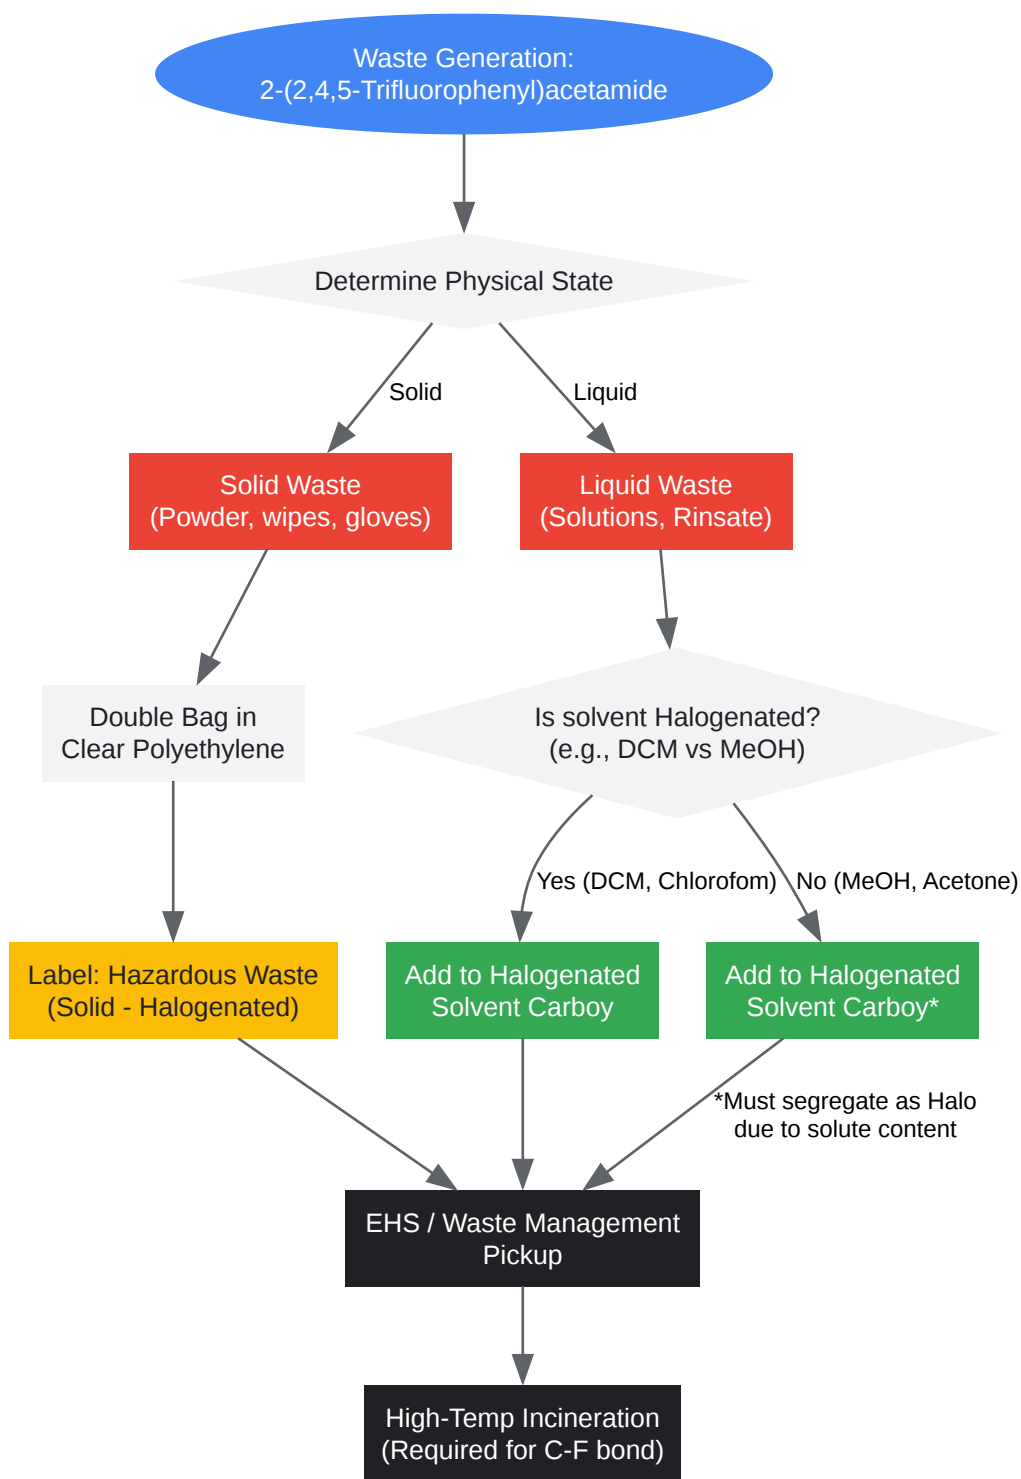 Waste Generation:
2-(2,4,5-Trifluorophenyl)acetamide
Determine Physical State
Solid
Liquid
Solid Waste
(Powder, wipes, gloves)
Liquid Waste
(Solutions, Rinsate)
Double Bag in
Clear Polyethylene
Is solvent Halogenated?
(e.g., DCM vs MeOH)
Yes (DCM, Chlorofom)
No (MeOH, Acetone)
Label: Hazardous Waste
(Solid - Halogenated)
Add to Halogenated
Solvent Carboy
Add to Halogenated
Solvent Carboy*
*Must segregate as Halo
due to solute content
EHS / Waste Management
Pickup
High-Temp Incineration
(Required for C-F bond)